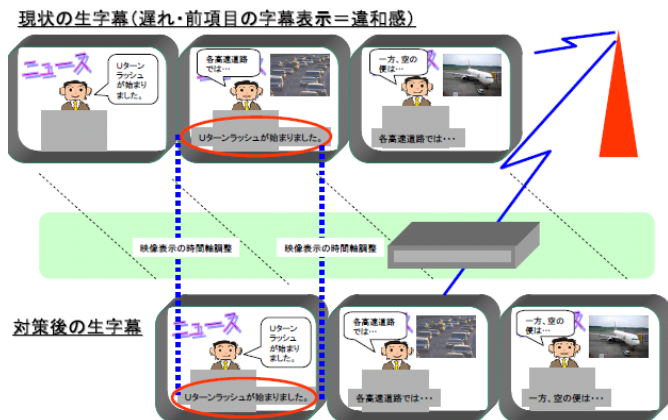 現状の生字幕(遅れ・前項目の字幕表示=違和感)
ニュース
Uターン
ラッシュ
が始まり
ました。
各高速道路
では…
Uターンラッシュが始まりました。
一方、空の
便は…
各高速道路では・・・
映像表示の時間軸調整
映像表示の時間軸調整
対策後の生字幕
ニュース
Uターン
ラッシュ
が始まり
ました。
Uターンラッシュが始まりました。
各高速道路
では…
各高速道路では・・・
一方、空の
便は…
一方、空の便は・・・